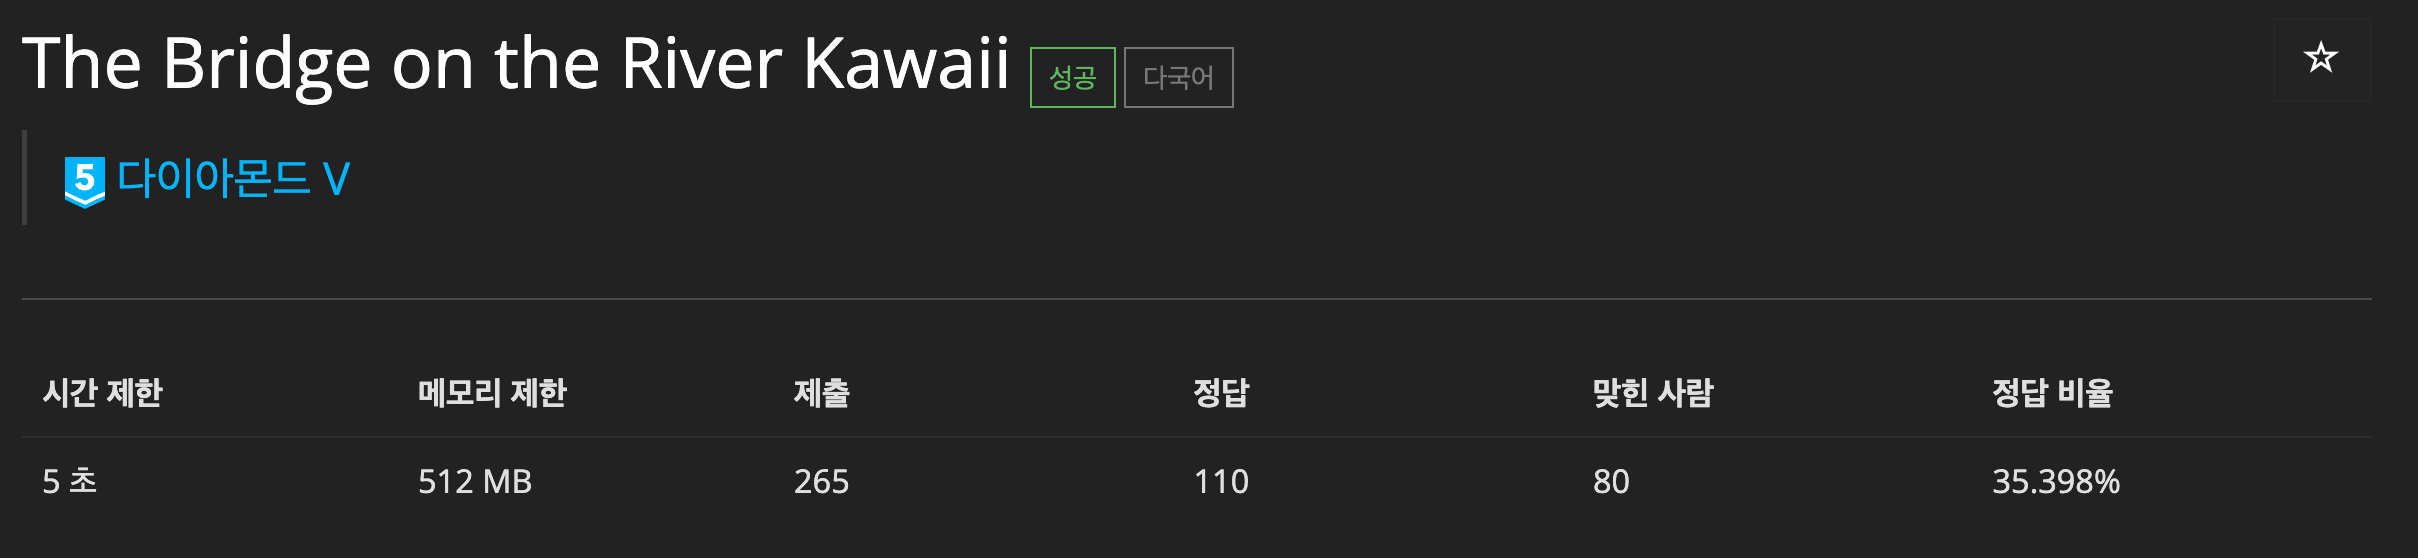 The Bridge on the River Kawaii 성공 다국어
5 다이아몬드 V
시간 제한 메모리 제한 제출 정답 맞힌 사람 정답 비율
5 초 512 MB 265 110 80 35.398%